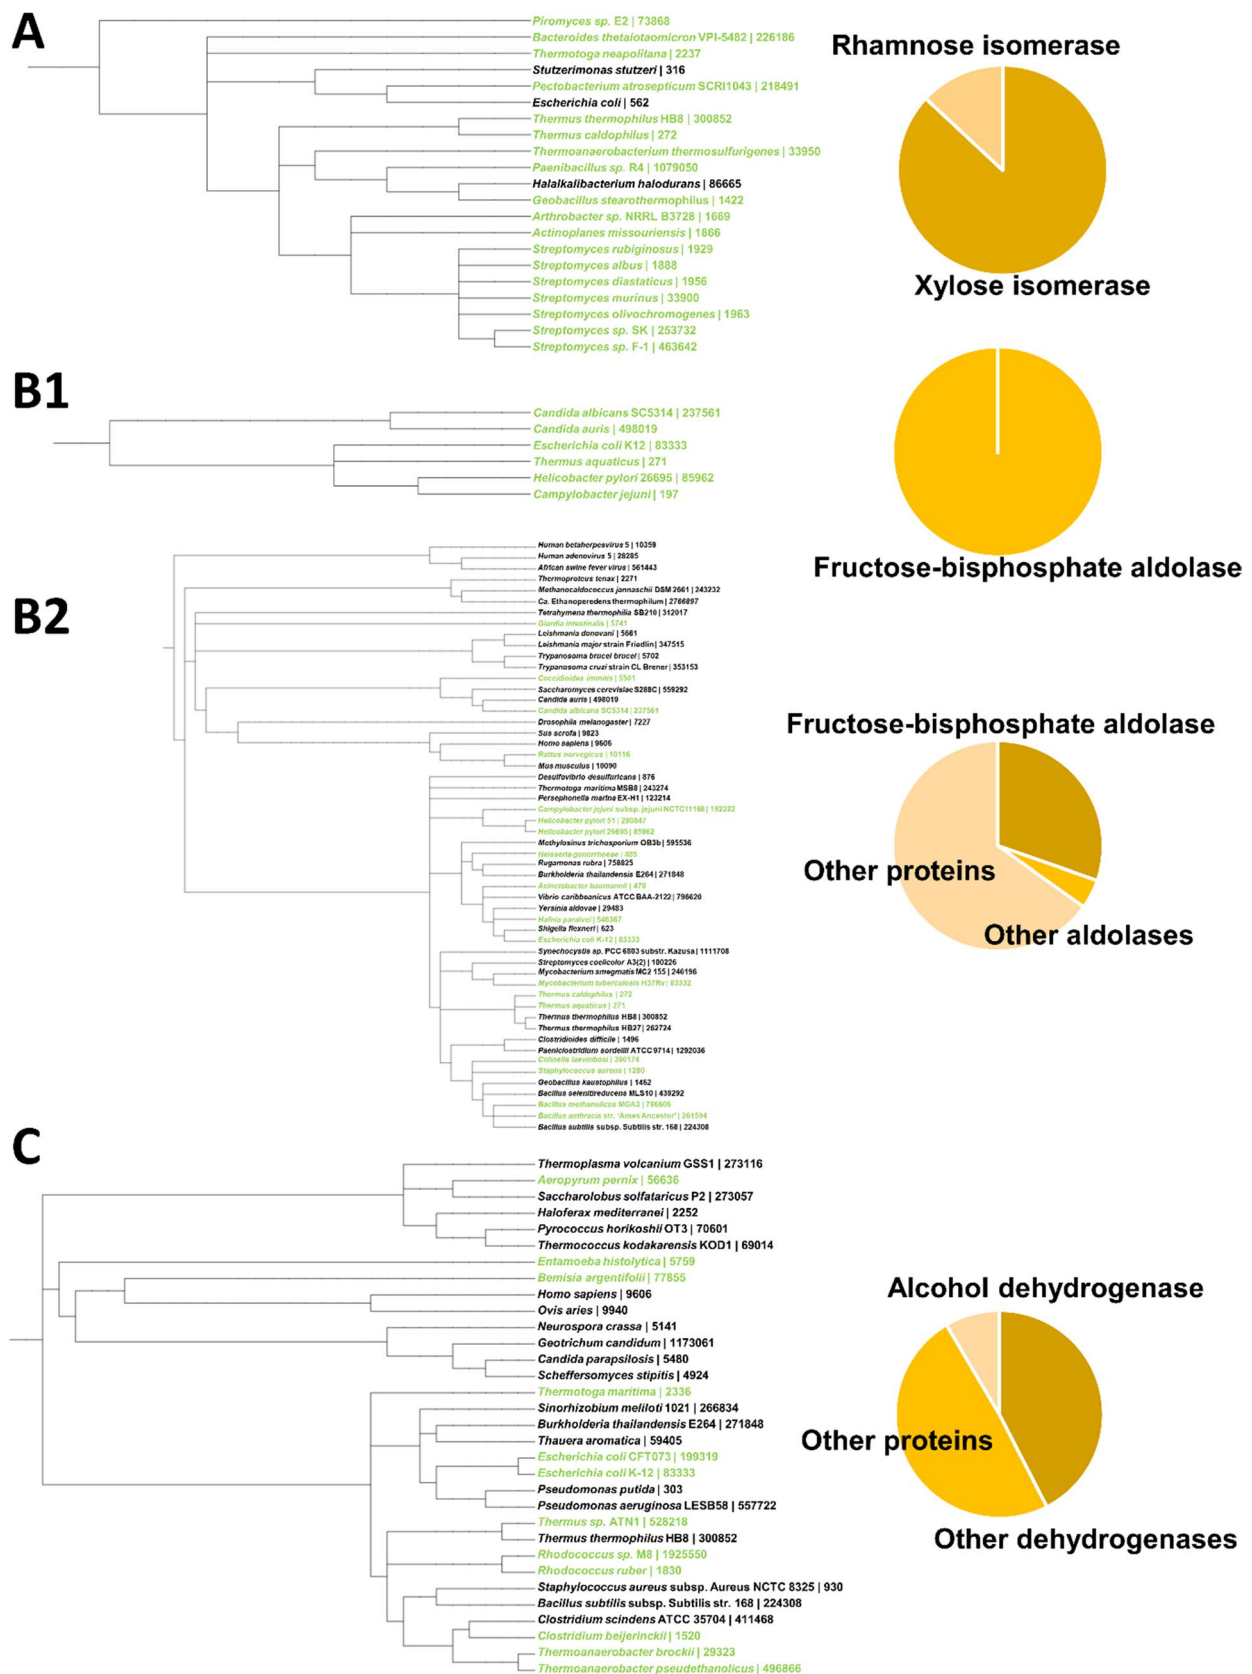 A
Piromyces sp. E2 | 73868
Bacteroides thetaiotaomicron VPI-5482 | 226186
Thermotoga neapolitana | 2237
Stutzerimonas stutzeri | 316
Pectobacterium atrosepticum SCRI1043 | 218491
Escherichia coli | 562
Thermus thermophilus HB8 | 300852
Thermus caldophilus | 272
Thermoanaerobacterium thermosulfurigenes | 33950
Paenibacillus sp. R4 | 1079050
Halalkalibacterium halodurans | 86665
Geobacillus stearothermophilus | 1422
Arthrobacter sp. NRRL B3728 | 1669
Actinoplanes missouriensis | 1866
Streptomyces rubiginosus | 1929
Streptomyces albus | 1888
Streptomyces diastaticus | 1956
Streptomyces murinus | 33900
Streptomyces olivochromogenes | 1963
Streptomyces sp. SK | 253732
Streptomyces sp. F-1 | 463642
Rhamnose isomerase
Xylose isomerase
B1
Candida albicans SC5314 | 237561
Candida auris | 498019
Escherichia coli K12 | 83333
Thermus aquaticus | 271
Helicobacter pylori 26695 | 85962
Campylobacter jejuni | 197
Fructose-bisphosphate aldolase
B2
Human betaherpesvirus 5 | 10359
Human adenovirus 5 | 28285
African swine fever virus | 561443
Thermoproteus tenax | 2271
Methanocaldococcus jannaschii DSM 2661 | 243232
Ca. Ethanoperedens thermophilum | 2766897
Tetrahymena thermophilia SB210 | 312017
Giardia intestinalis | 5741
Leishmania donovani | 5661
Leishmania major strain Friedlin | 347515
Trypanosoma brucei brucei | 5702
Trypanosoma cruzi strain CL Brener | 353153
Coccidioides immitis | 5501
Saccharomyces cerevisiae S288C | 559292
Candida auris | 498019
Candida albicans SC5314 | 237561
Drosophila melanogaster | 7227
Sus scrofa | 9823
Homo sapiens | 9606
Rattus norvegicus | 10116
Mus musculus | 10090
Desulfovibrio desulfuricans | 876
Thermotoga maritima MSB8 | 243274
Persephonella marina EX-H1 | 123214
Campylobacter jejuni subsp. jejuni NCTC11168 | 192222
Helicobacter pylori 51 | 290847
Helicobacter pylori 26695 | 85962
Methylosinus trichosporium OB3b | 595536
Neisseria gonorrhoeae | 485
Rugamonas rubra | 758825
Burkholderia thailandensis E264 | 271848
Acinetobacter baumannii | 470
Vibrio caribbeanicus ATCC BAA-2122 | 796620
Yersinia aldovae | 29483
Hafnia paralvei | 546367
Shigella flexneri | 623
Escherichia coli K-12 | 83333
Synechocystis sp. PCC 6803 substr. Kazusa | 1111708
Streptomyces coelicolor A3(2) | 100226
Mycobacterium smegmatis MC2 155 | 246196
Mycobacterium tuberculosis H37Rv | 83332
Thermus caldophilus | 272
Thermus aquaticus | 271
Thermus thermophilus HB8 | 300852
Thermus thermophilus HB27 | 262724
Clostridioides difficile | 1496
Paeniclostridium sordellii ATCC 9714 | 1292036
Cohnella laeviribosi | 380174
Staphylococcus aureus | 1280
Geobacillus kaustophilus | 1462
Bacillus selenitireducens MLS10 | 439292
Bacillus methanolicus MGA3 | 796606
Bacillus anthracis str. 'Ames Ancestor' | 261594
Bacillus subtilis subsp. Subtilis str. 168 | 224308
Fructose-bisphosphate aldolase
Other proteins
Other aldolases
C
Thermoplasma volcanium GSS1 | 273116
Aeropyrum pernix | 56636
Saccharolobus solfataricus P2 | 273057
Haloferax mediterranei | 2252
Pyrococcus horikoshii OT3 | 70601
Thermococcus kodakarensis KOD1 | 69014
Entamoeba histolytica | 5759
Bemisia argentifolii | 77855
Homo sapiens | 9606
Ovis aries | 9940
Neurospora crassa | 5141
Geotrichum candidum | 1173061
Candida parapsilosis | 5480
Scheffersomyces stipitis | 4924
Thermotoga maritima | 2336
Sinorhizobium meliloti 1021 | 266834
Burkholderia thailandensis E264 | 271848
Thauera aromatica | 59405
Escherichia coli CFT073 | 199319
Escherichia coli K-12 | 83333
Pseudomonas putida | 303
Pseudomonas aeruginosa LESB58 | 557722
Thermus sp. ATN1 | 528218
Thermus thermophilus HB8 | 300852
Rhodococcus sp. M8 | 1925550
Rhodococcus ruber | 1830
Staphylococcus aureus subsp. Aureus NCTC 8325 | 930
Bacillus subtilis subsp. Subtilis str. 168 | 224308
Clostridium scindens ATCC 35704 | 411468
Clostridium beijerinckii | 1520
Thermoanaerobacter brockii | 29323
Thermoanaerobacter pseudethanolicus | 496866
Alcohol dehydrogenase
Other proteins
Other dehydrogenases